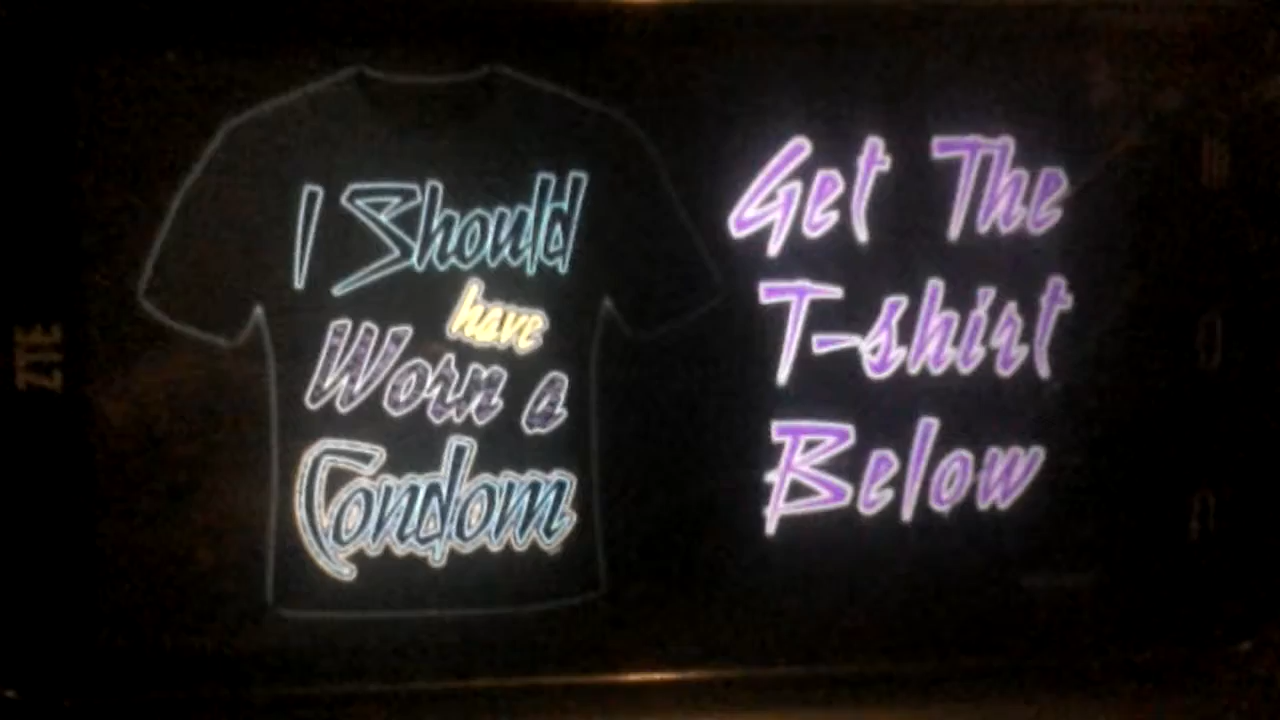 ZTE
I Should
have
Worn a
Condom
Get The
T-shirt
Below